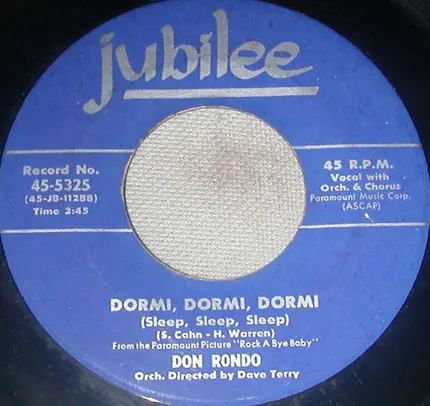 jubilee
Record No.
45-5325
(45-JB-11288)
Time 2:45
45 R.P.M.
Vocal with
Orch. & Chorus
Paramount Music Corp.
(ASCAP)
DORMI, DORMI, DORMI
(Sleep, Sleep, Sleep)
(S. Cahn - H. Warren)
From the Paramount Picture "Rock A Bye Baby"
DON RONDO
Orch. Directed by Dave Terry